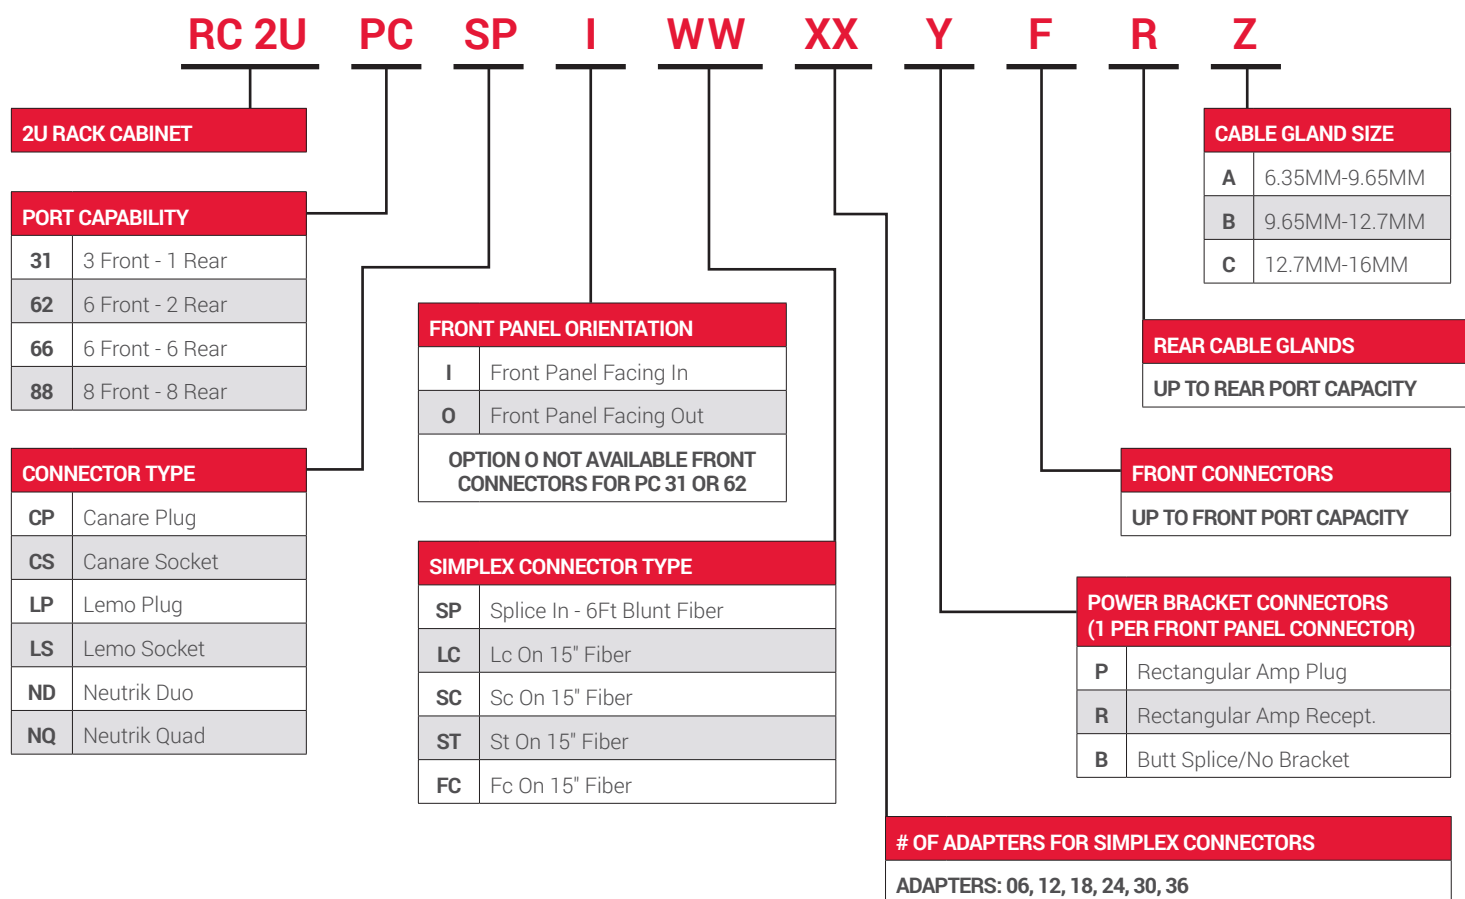 RC 2U PC SP I WW XX Y F R Z
2U RACK CABINET
PORT CAPABILITY
31 3 Front - 1 Rear
62 6 Front - 2 Rear
66 6 Front - 6 Rear
88 8 Front - 8 Rear
CONNECTOR TYPE
CP Canare Plug
CS Canare Socket
LP Lemo Plug
LS Lemo Socket
ND Neutrik Duo
NQ Neutrik Quad
FRONT PANEL ORIENTATION
I Front Panel Facing In
O Front Panel Facing Out
OPTION O NOT AVAILABLE FRONT
CONNECTORS FOR PC 31 OR 62
SIMPLEX CONNECTOR TYPE
SP Splice In - 6Ft Blunt Fiber
LC Lc On 15" Fiber
SC Sc On 15" Fiber
ST St On 15" Fiber
FC Fc On 15" Fiber
CABLE GLAND SIZE
A 6.35MM-9.65MM
B 9.65MM-12.7MM
C 12.7MM-16MM
REAR CABLE GLANDS
UP TO REAR PORT CAPACITY
FRONT CONNECTORS
UP TO FRONT PORT CAPACITY
POWER BRACKET CONNECTORS
(1 PER FRONT PANEL CONNECTOR)
P Rectangular Amp Plug
R Rectangular Amp Recept.
B Butt Splice/No Bracket
# OF ADAPTERS FOR SIMPLEX CONNECTORS
ADAPTERS: 06, 12, 18, 24, 30, 36